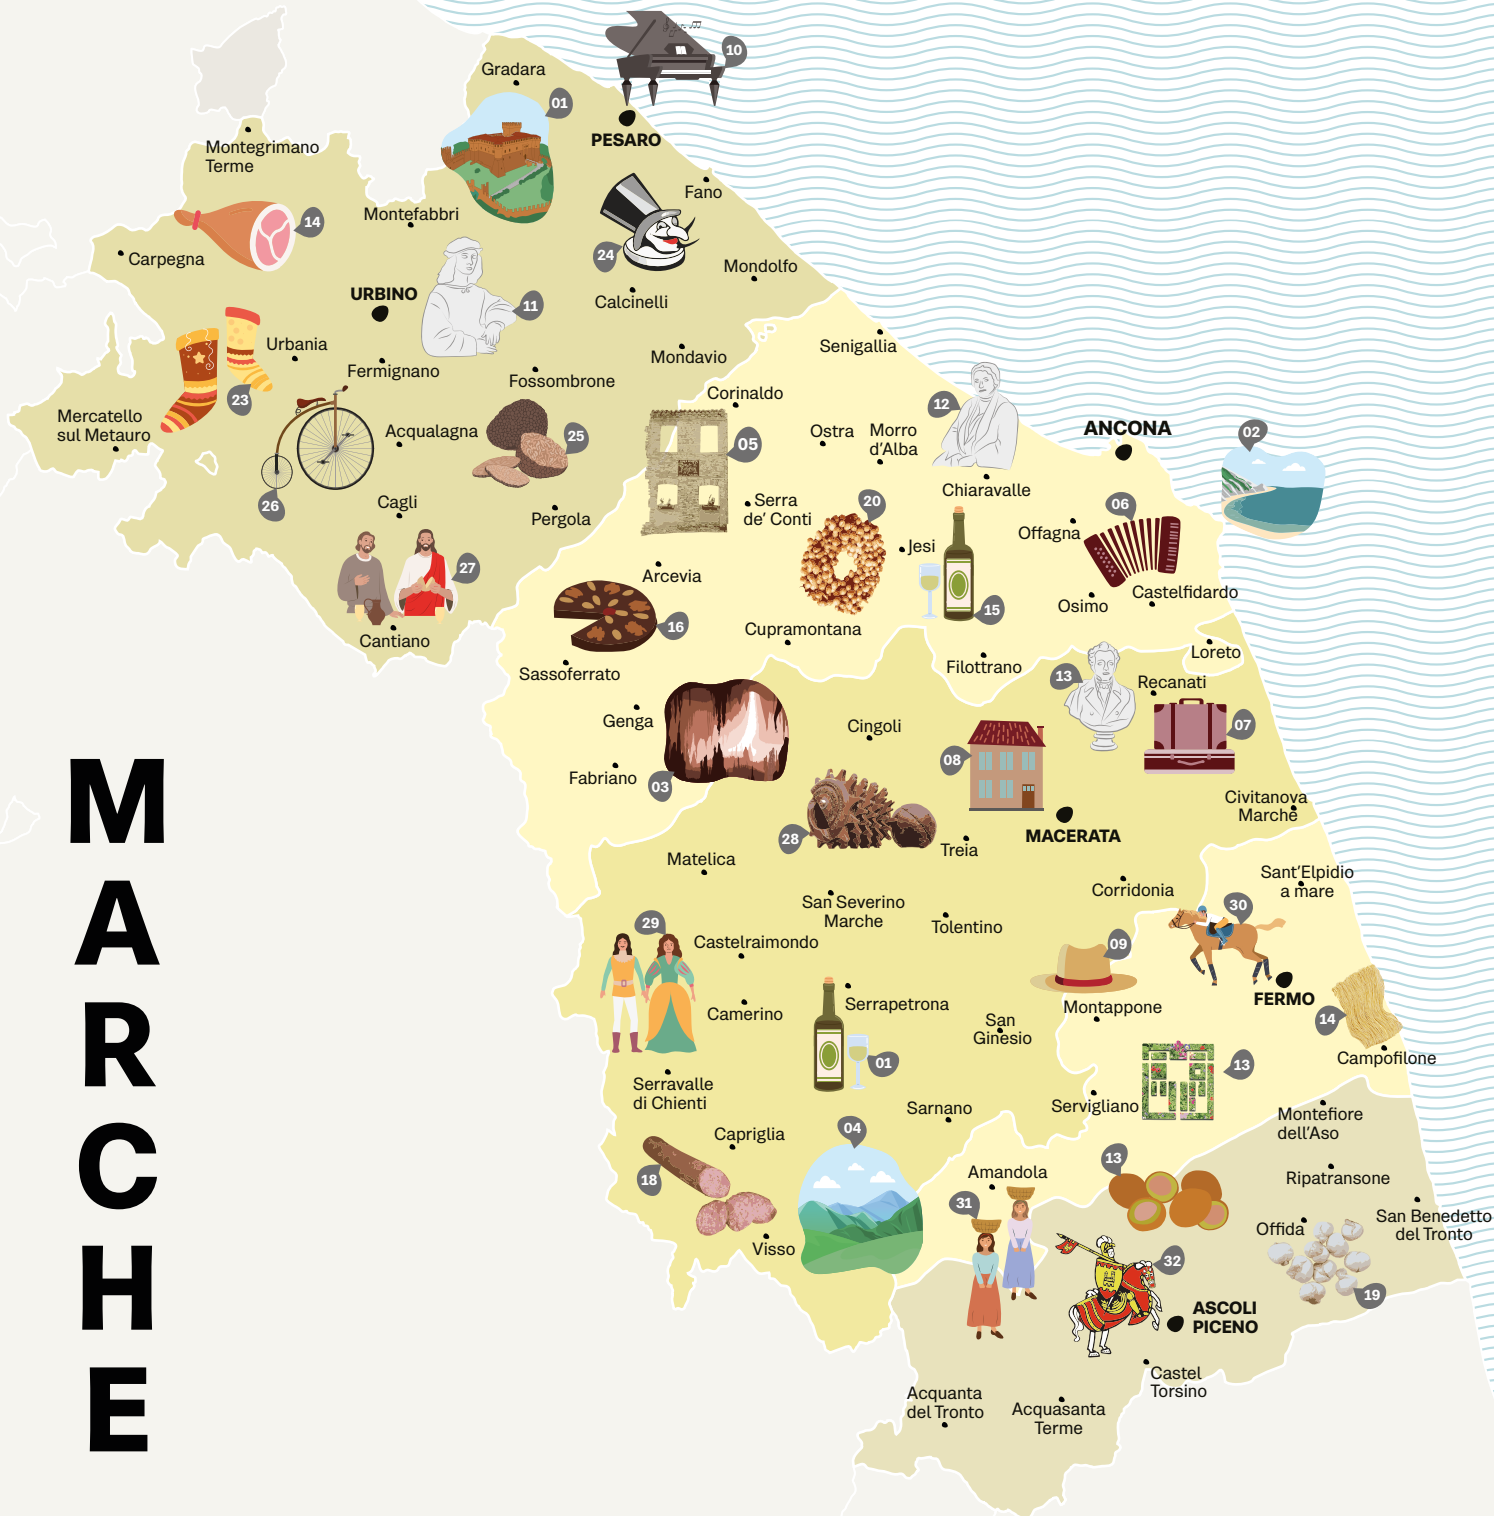 10
Gradara
01
PESARO
Montegrimano
Terme
Fano
14
Montefabbri
24
Carpegna
Mondolfo
URBINO
11
Calcinelli
Urbania
Senigallia
Mondavio
Fermignano
Fossombrone
23
Corinaldo
12
Mercatello
sul Metauro
Acqualagna
25
05
Ostra
Morro
d'Alba
ANCONA
02
26
Cagli
Pergola
Serra
de' Conti
20
Chiaravalle
06
Offagna
Jesi
27
Arcevia
15
Osimo
Castelfidardo
16
Cupramontana
Cantiano
Sassoferrato
Filottrano
Loreto
13
Recanati
Genga
Cingoli
07
Fabriano
03
08
Civitanova
Marche
28
MACERATA
Treia
Matelica
Sant'Elpidio
a mare
Corridonia
San Severino
Marche
30
29
Tolentino
Castelraimondo
09
Serrapetrona
FERMO
Camerino
Montappone
14
San
Ginesio
Campofilone
01
13
Serravalle
di Chienti
Sarnano
Servigliano
Montefiore
dell'Aso
Capriglia
04
13
18
Amandola
Ripatransone
31
San Benedetto
del Tronto
Offida
Visso
32
19
ASCOLI
PICENO
Castel
Torsino
Acquanta
del Tronto
Acquasanta
Terme
M
A
R
C
H
E